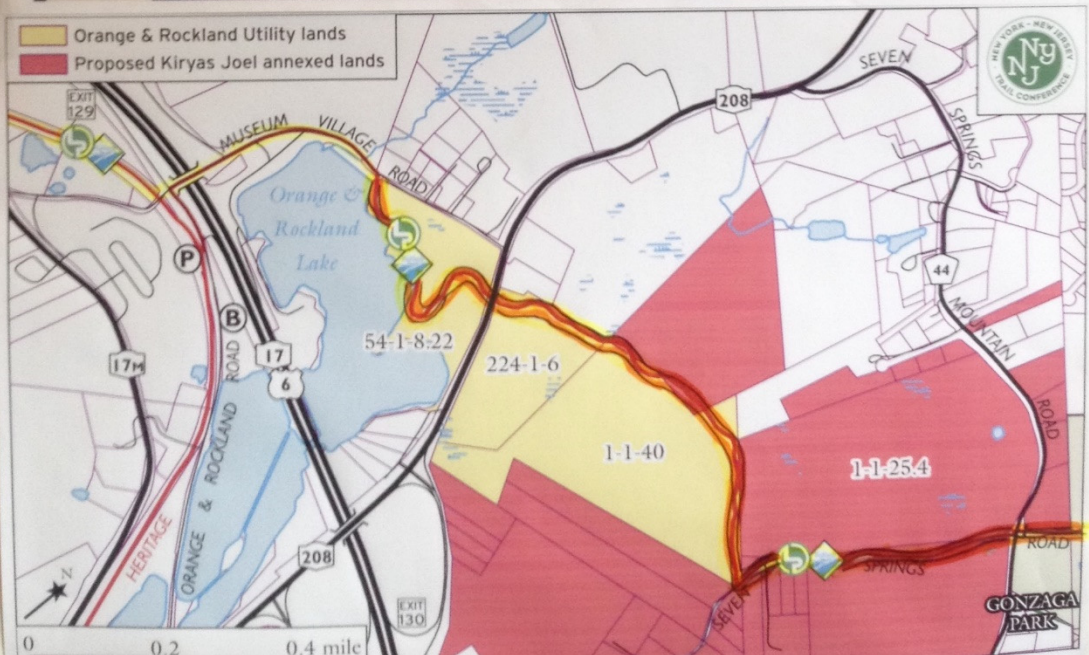 Orange & Rockland Utility lands
Proposed Kiryas Joel annexed lands
NEW YORK - NEW JERSEY
NY
NJ
TRAIL CONFERENCE
EXIT
129
MUSEUM VILLAGE ROAD
208
SEVEN SPRINGS MOUNTAIN ROAD
Orange &
Rockland
Lake
P
44
B
54-1-8.22
17
6
17M
224-1-6
1-1-40
1-1-25.4
ORANGE & ROCKLAND ROAD
HERITAGE
208
SEVEN SPRINGS ROAD
GONZAGA
PARK
EXIT
130
N
0 0.2 0.4 mile